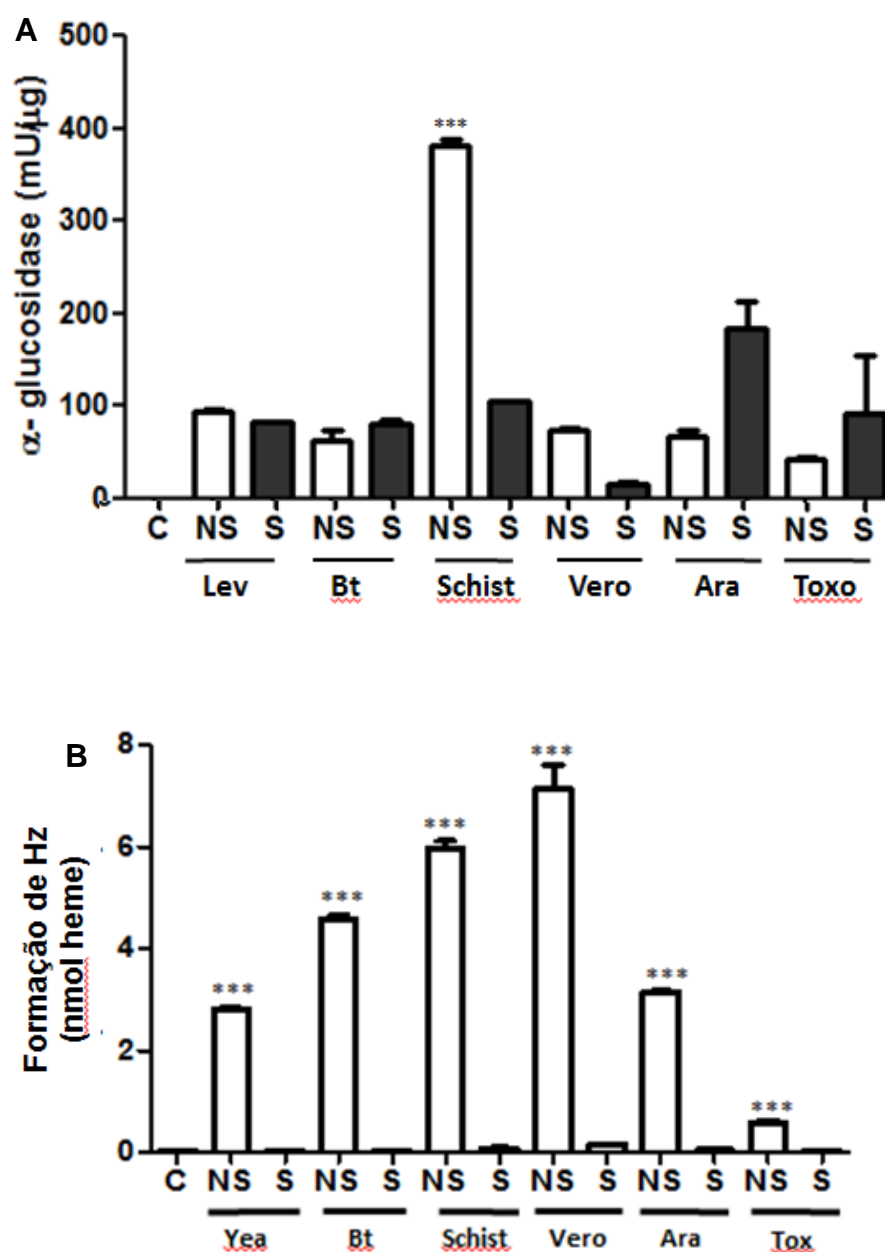 A
α- glucosidase (mU/µg)
500
400
300
200
100
0
***
C NS S NS S NS S NS S NS S NS S
Lev Bt Schist Vero Ara Toxo
B
Formação de Hz
(nmol heme)
8
6
4
2
0
*** *** *** *** *** ***
C NS S NS S NS S NS S NS S NS S
Yea Bt Schist Vero Ara Tox